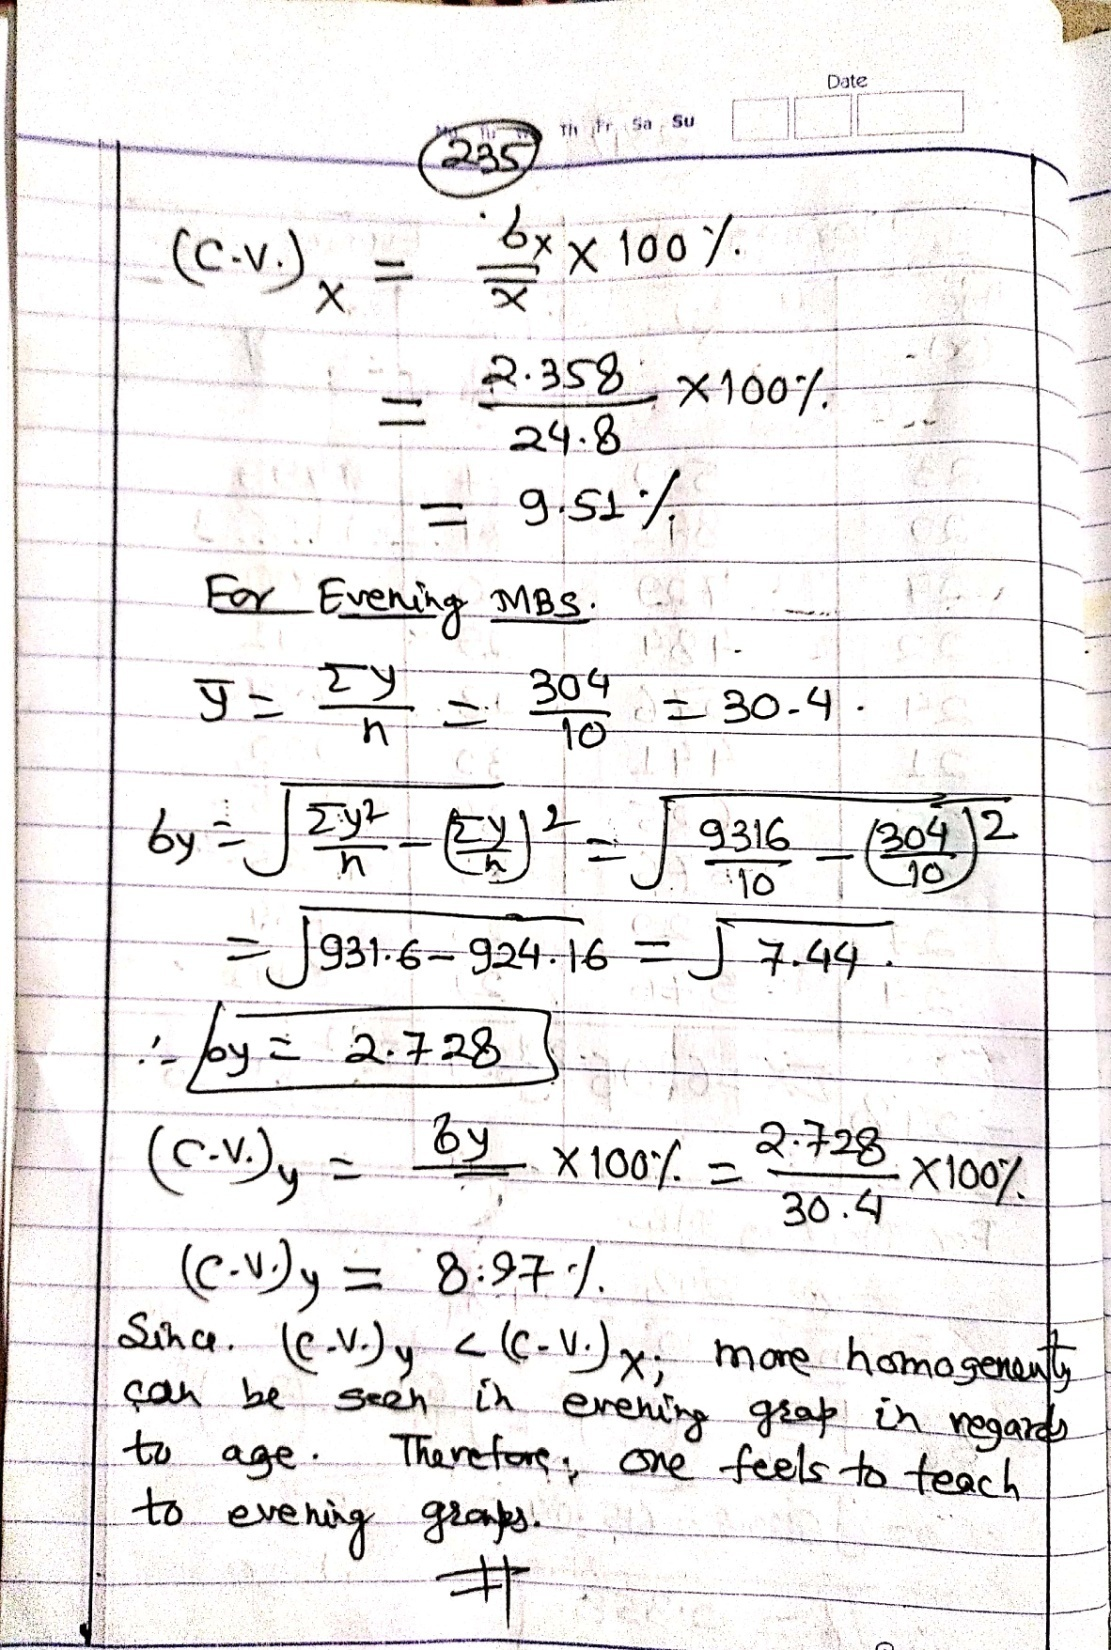 Date
Th Fr Sa Su
235
(C.V.)x = σx/x̄ × 100 %.
= 2.358/24.8 ×100%.
= 9.51 %.
For Evening MBS.
ȳ = Σy/n = 304/10 = 30.4.
σy = √(Σy²/n - (Σy/n)²) = √(9316/10 - (304/10)²)
= √(931.6 - 924.16) = √7.44.
∴ σy = 2.728
(C.V.)y = σy/ ×100%. = 2.728/30.4 ×100%.
(C.V.)y = 8.97 %.
Since. (C.V.)y < (C.V.)x; more homogeneuty
can be seen in evening grap in regards
to age. Therefore, one feels to teach
to evening groups.
#